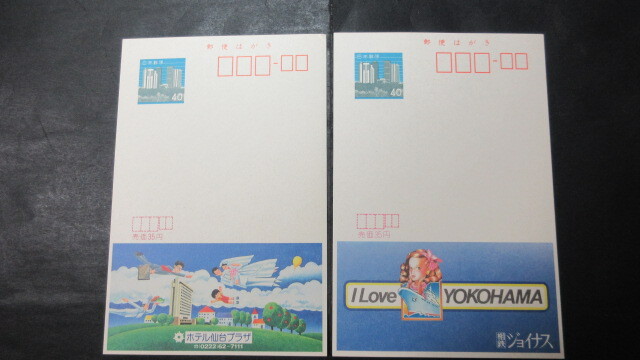 郵便はがき
日本郵便
40
売価35円
ホテル仙台プラザ
0222-62-7111
郵便はがき
日本郵便
40
売価35円
I Love YOKOHAMA
相鉄 ジョイナス